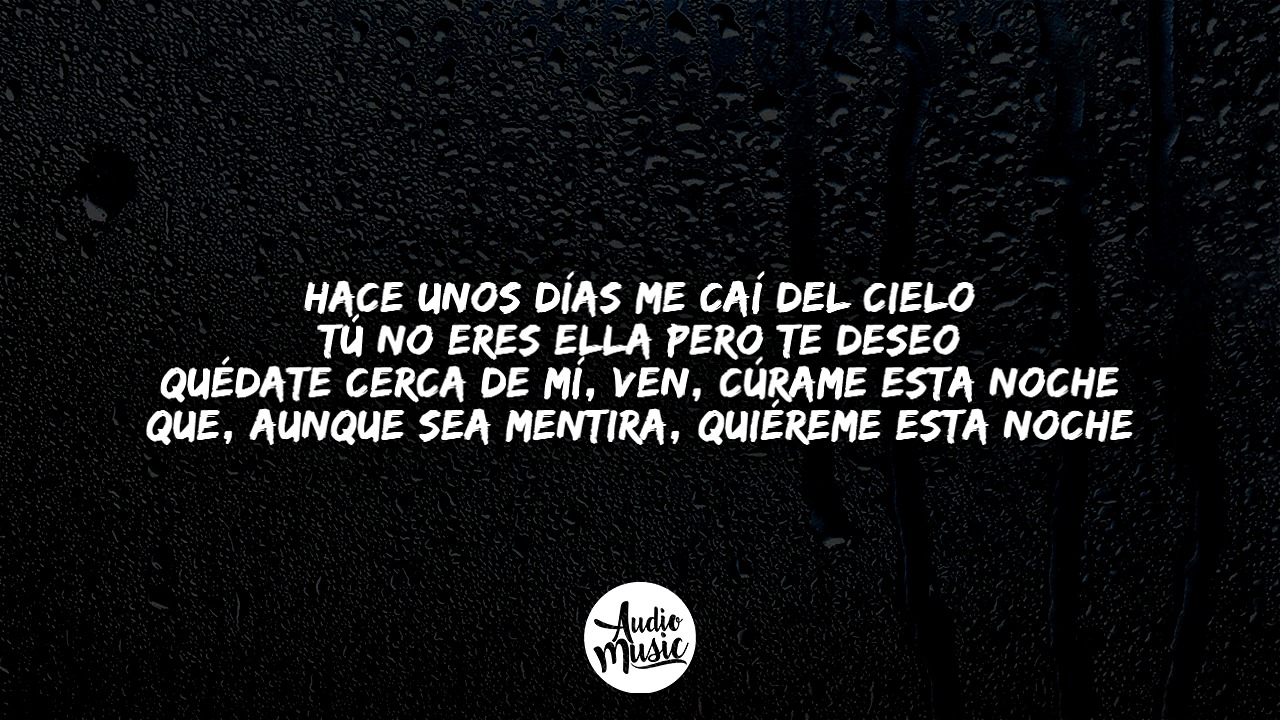 HACE UNOS DÍAS ME CAÍ DEL CIELO
TÚ NO ERES ELLA PERO TE DESEO
QUÉDATE CERCA DE MÍ, VEN, CÚRAME ESTA NOCHE
QUE, AUNQUE SEA MENTIRA, QUIÉREME ESTA NOCHE
Audio
Music